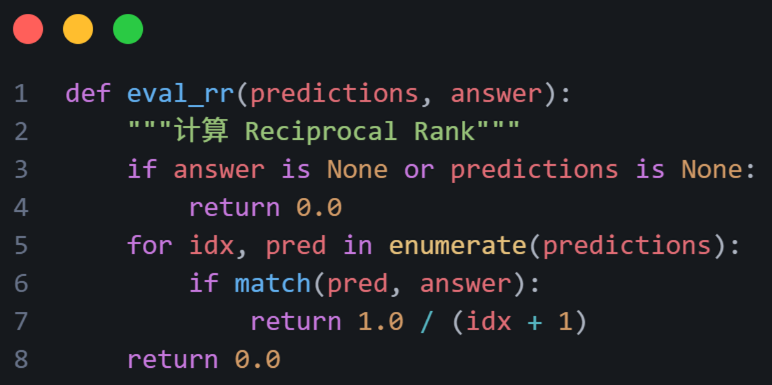 1 def eval_rr(predictions, answer):
2     """计算 Reciprocal Rank"""
3     if answer is None or predictions is None:
4         return 0.0
5     for idx, pred in enumerate(predictions):
6         if match(pred, answer):
7             return 1.0 / (idx + 1)
8     return 0.0